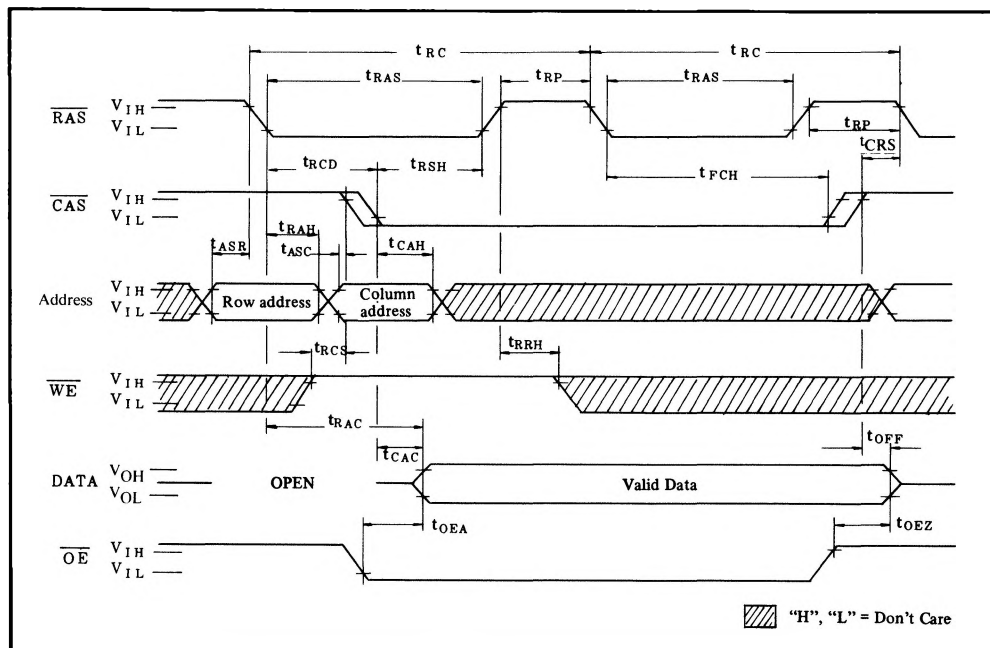 tRC tRC
tRAS tRP tRAS
RAS VIH VIL tRP
tCRS
tRCD tRSH tFCH
CAS VIH VIL
tRAH
tASR tASC tCAH
Address VIH VIL Row address Column address
tRCS tRRH
WE VIH VIL
tRAC
tCAC tOFF
DATA VOH VOL OPEN Valid Data
tOEA tOEZ
OE VIH VIL
"H", "L" = Don't Care